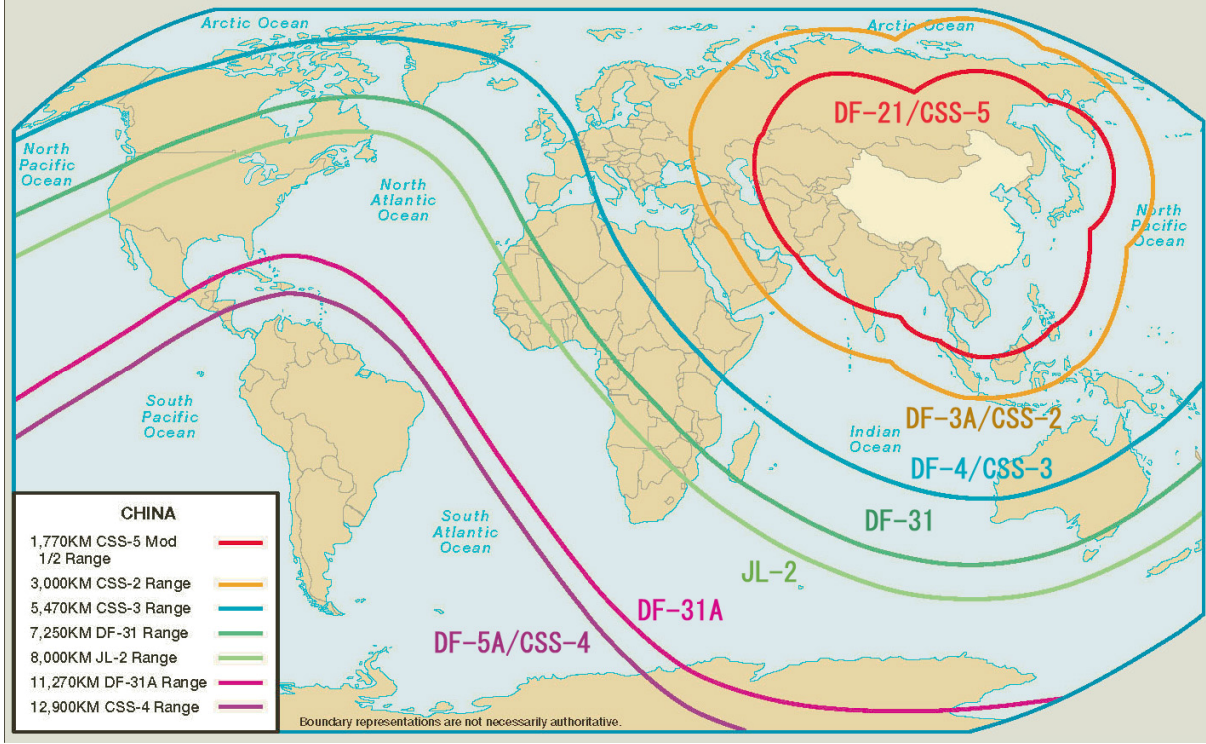 Arctic Ocean
Arctic Ocean
DF-21/CSS-5
North
Pacific
Ocean
North
Atlantic
Ocean
North
Pacific
Ocean
South
Pacific
Ocean
DF-3A/CSS-2
Indian
Ocean
DF-4/CSS-3
South
Atlantic
Ocean
DF-31
JL-2
DF-31A
DF-5A/CSS-4
CHINA
1,770KM CSS-5 Mod
1/2 Range
3,000KM CSS-2 Range
5,470KM CSS-3 Range
7,250KM DF-31 Range
8,000KM JL-2 Range
11,270KM DF-31A Range
12,900KM CSS-4 Range
Boundary representations are not necessarily authoritative.